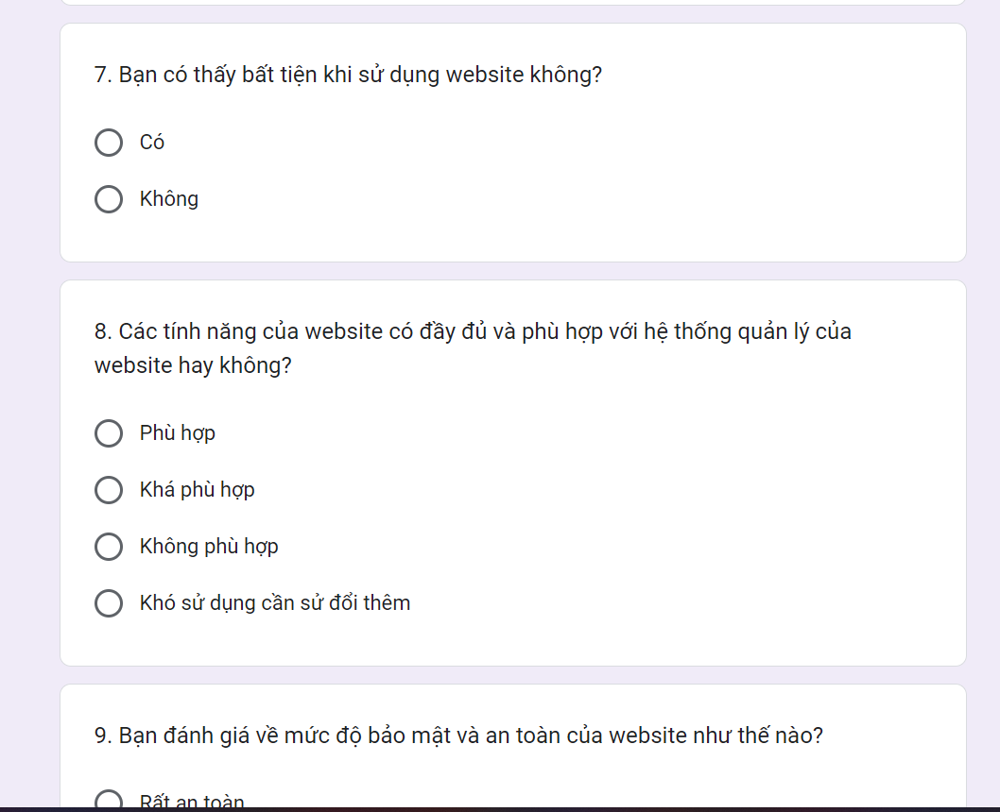 7. Bạn có thấy bất tiện khi sử dụng website không?
Có
Không
8. Các tính năng của website có đầy đủ và phù hợp với hệ thống quản lý của
website hay không?
Phù hợp
Khá phù hợp
Không phù hợp
Khó sử dụng cần sử đổi thêm
9. Bạn đánh giá về mức độ bảo mật và an toàn của website như thế nào?
Rất an toàn